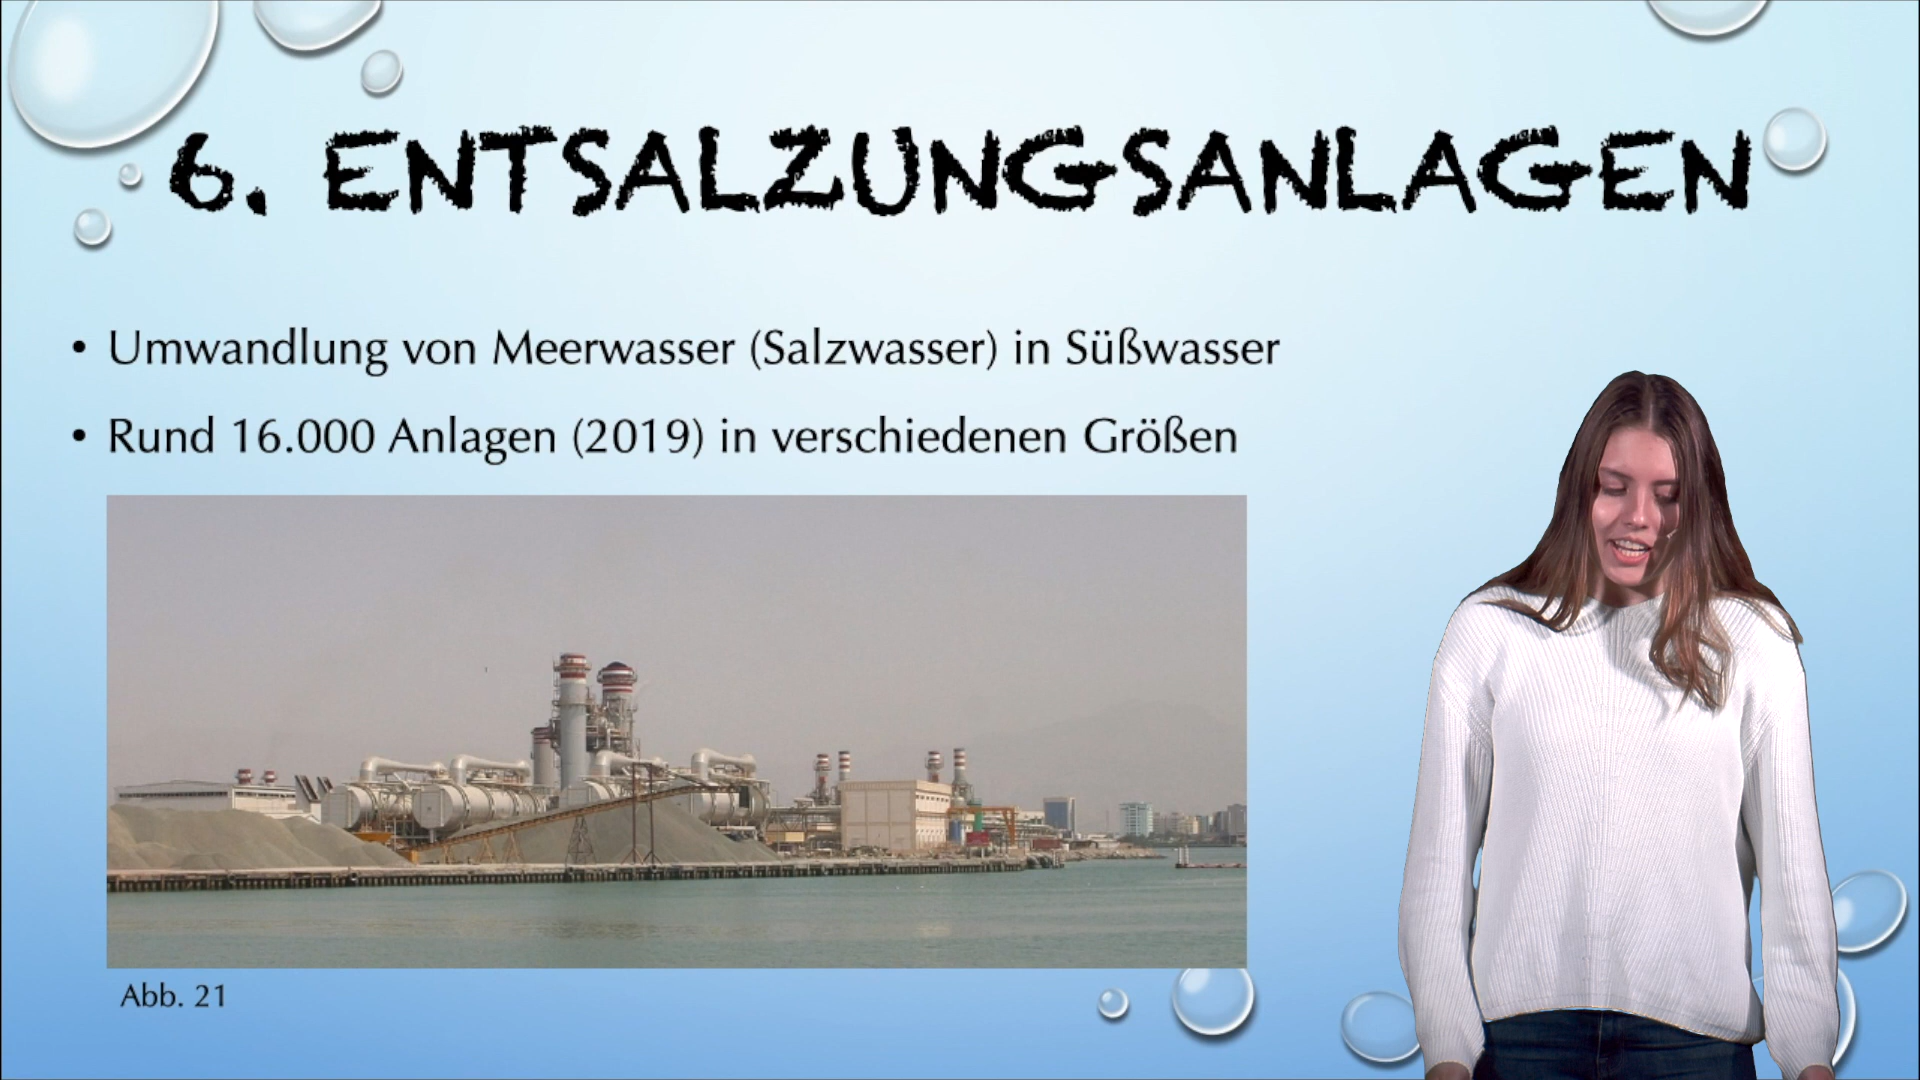 6. ENTSALZUNGSANLAGEN
• Umwandlung von Meerwasser (Salzwasser) in Süßwasser
• Rund 16.000 Anlagen (2019) in verschiedenen Größen
Abb. 21